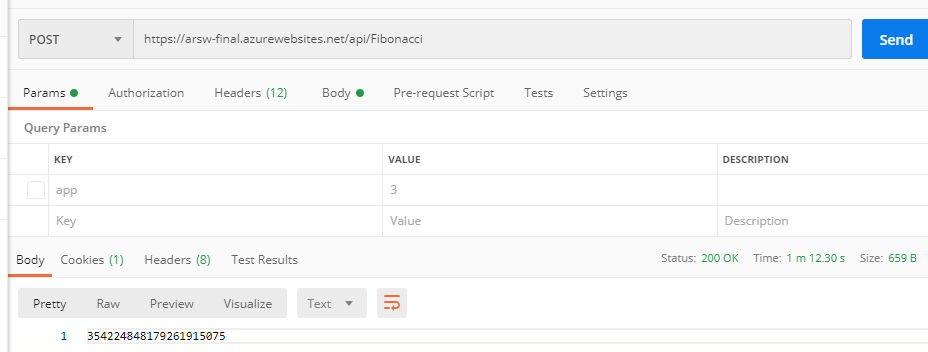 POST https://arsw-final.azurewebsites.net/api/Fibonacci Send
Params Authorization Headers (12) Body Pre-request Script Tests Settings
Query Params
KEY VALUE DESCRIPTION
app 3
Key Value Description
Body Cookies (1) Headers (8) Test Results Status: 200 OK Time: 1 m 12.30 s Size: 659 B
Pretty Raw Preview Visualize Text
1 354224848179261915075